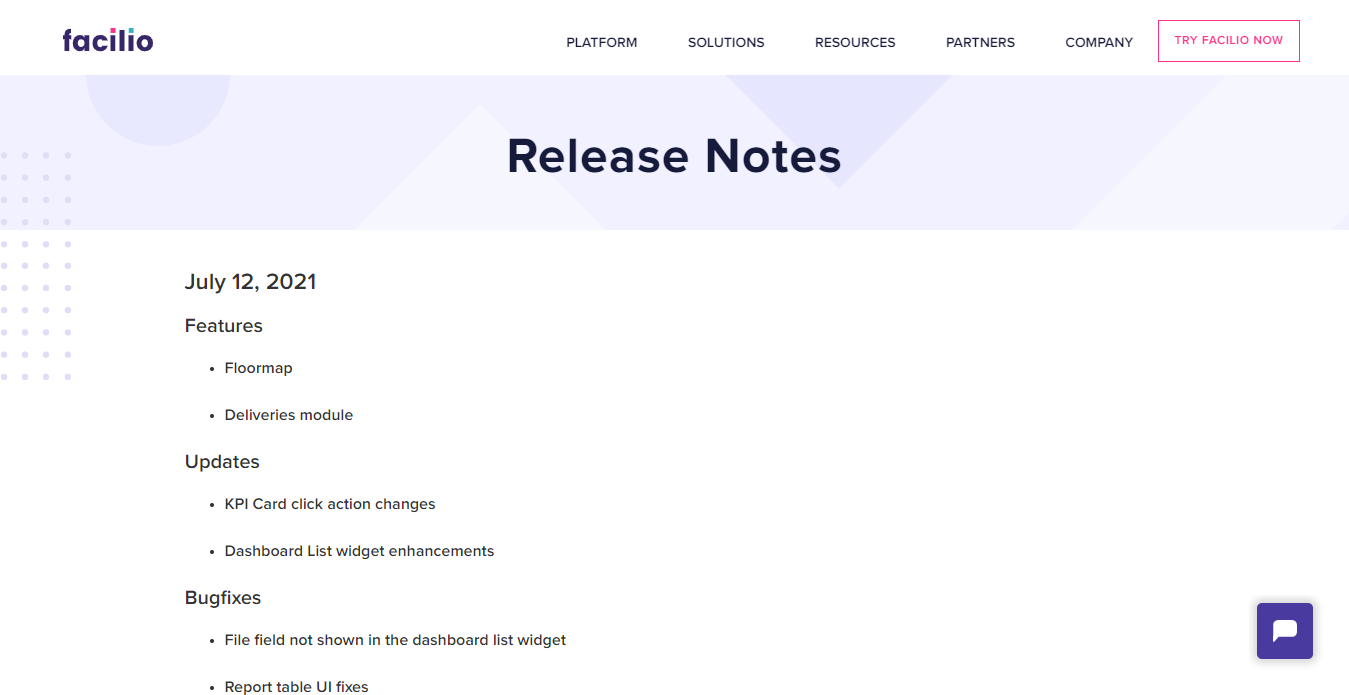 facilio
PLATFORM SOLUTIONS RESOURCES PARTNERS COMPANY TRY FACILIO NOW
Release Notes
July 12, 2021
Features
• Floormap
• Deliveries module
Updates
• KPI Card click action changes
• Dashboard List widget enhancements
Bugfixes
• File field not shown in the dashboard list widget
• Report table UI fixes